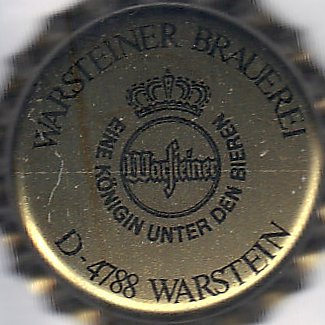 WARSTEINER BRAUEREI
Warsteiner
EINE KÖNIGIN UNTER DEN BIEREN
D-4788 WARSTEIN